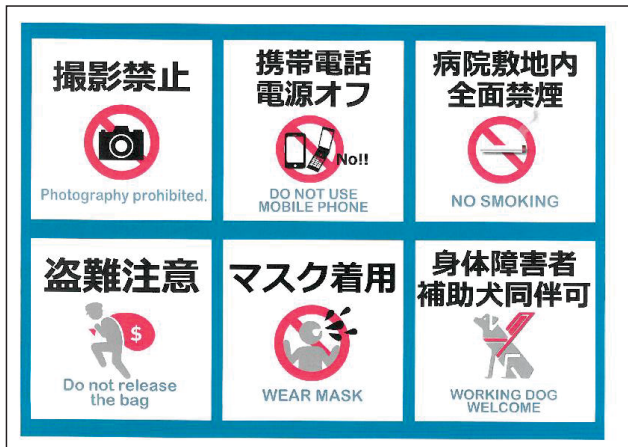 撮影禁止
Photography prohibited.
携帯電話
電源オフ
No!!
DO NOT USE
MOBILE PHONE
病院敷地内
全面禁煙
NO SMOKING
盗難注意
$
Do not release
the bag
マスク着用
WEAR MASK
身体障害者
補助犬同伴可
WORKING DOG
WELCOME